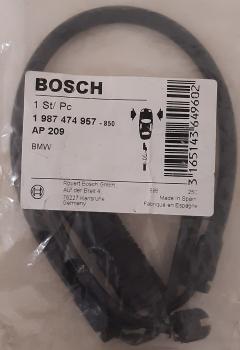 BOSCH
1 St/ Pc
1 987 474 957 - 850
AP 209
BMW
3 165143 649602
Robert Bosch GmbH
Auf der Breit 4
76227 Karlsruhe
Germany
Made in Spain
Fabriqué en Espagne